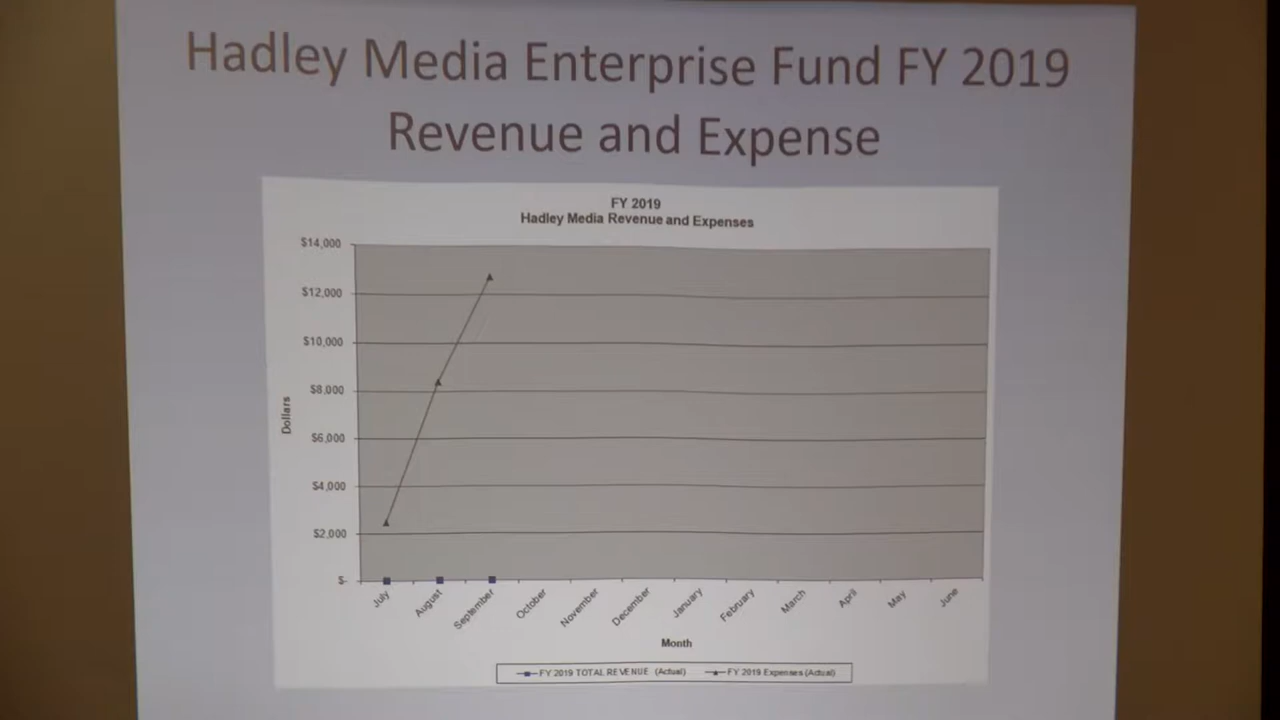 Hadley Media Enterprise Fund FY 2019
Revenue and Expense
FY 2019
Hadley Media Revenue and Expenses
$14,000
$12,000
$10,000
$8,000
$6,000
$4,000
$2,000
$-
Dollars
July
August
September
October
November
December
January
February
March
April
May
June
Month
FY 2019 TOTAL REVENUE (Actual)
FY 2019 Expenses (Actual)